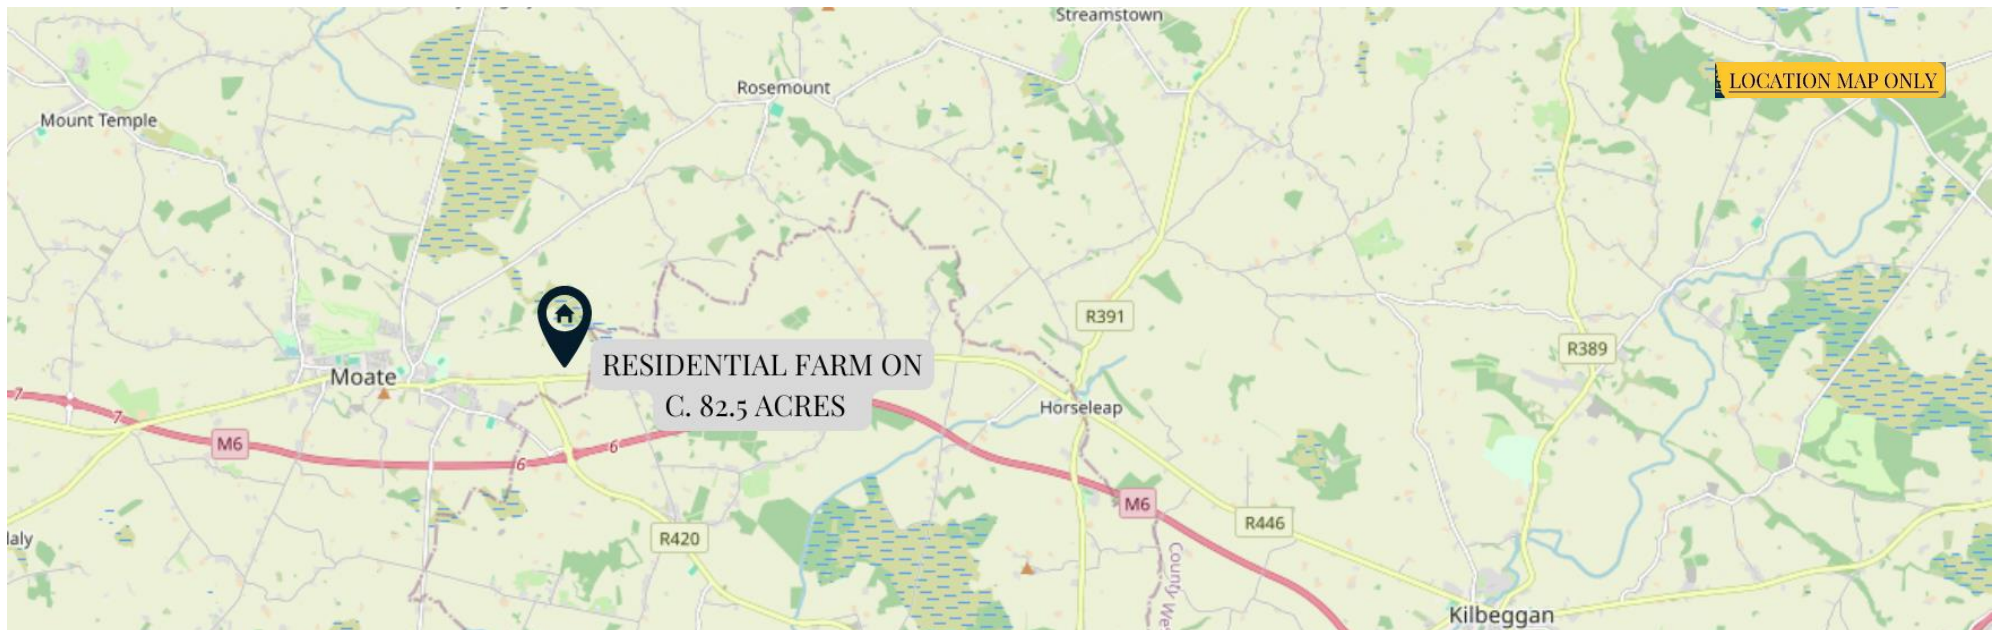 Streamstown
LOCATION MAP ONLY
Rosemount
Mount Temple
R391
R389
RESIDENTIAL FARM ON
C. 82.5 ACRES
Moate
7
7
M6
6
6
Horseleap
M6
R446
R420
laly
County We
Kilbeggan